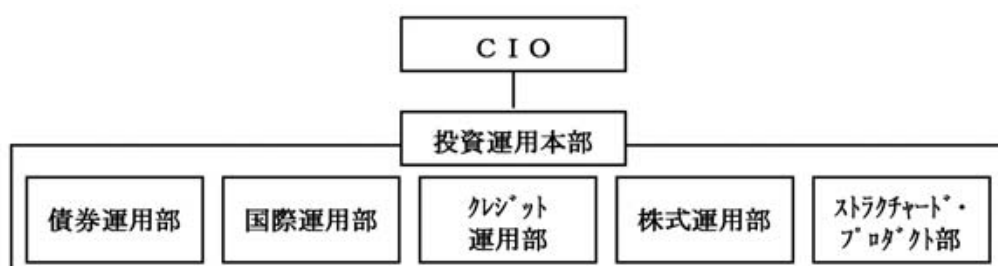 ＣＩＯ
投資運用本部
債券運用部
国際運用部
ｸﾚｼﾞｯﾄ
運用部
株式運用部
ｽﾄﾗｸﾁｬｰﾄﾞ・
ﾌﾟﾛﾀﾞｸﾄ部